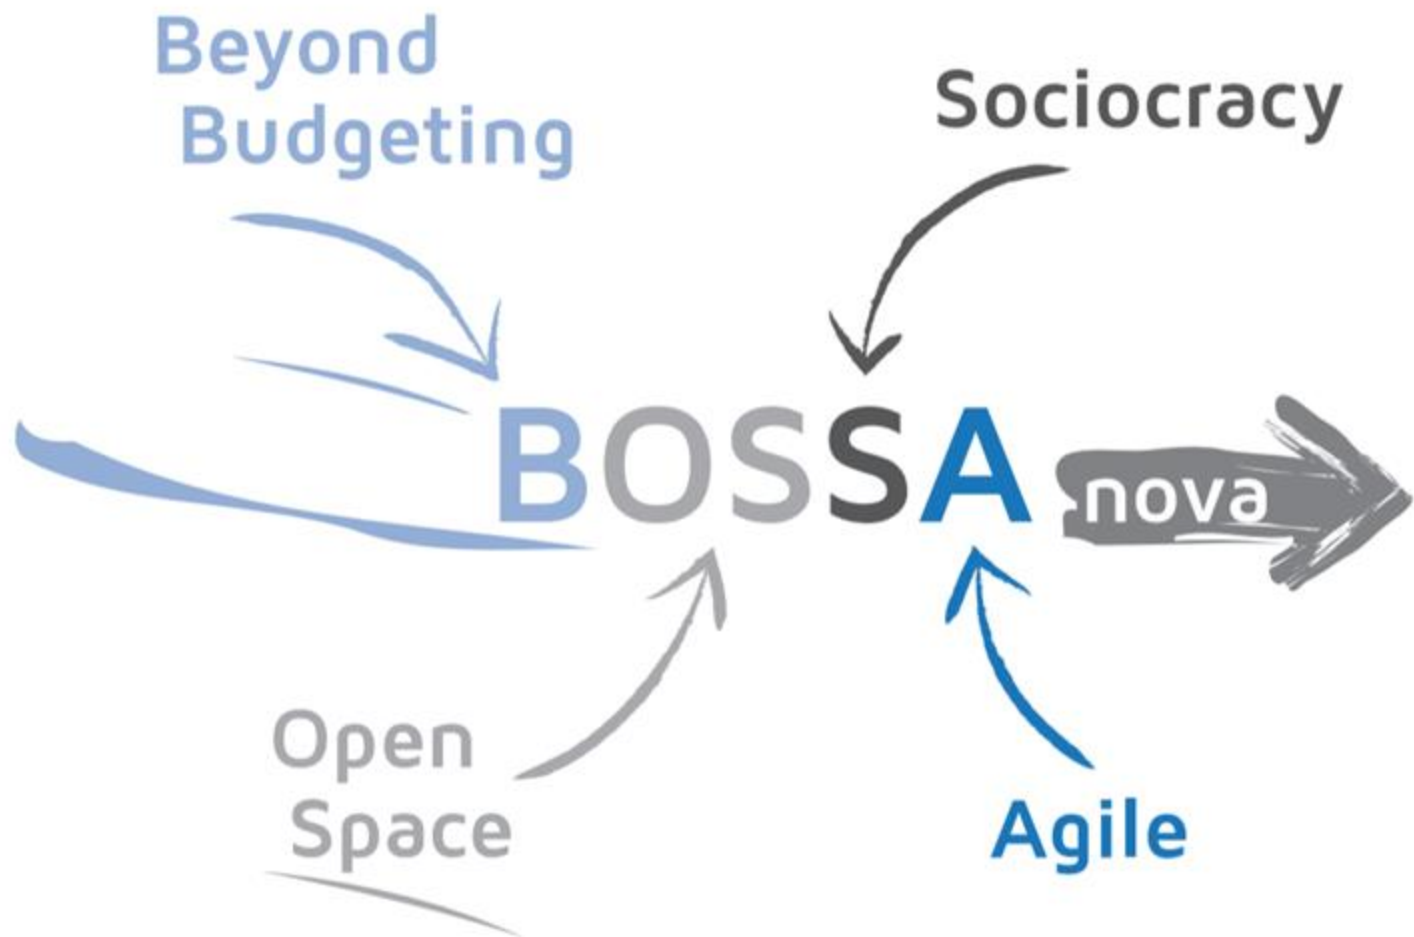 Beyond
Budgeting
Sociocracy
BOSSA nova
Open
Space
Agile